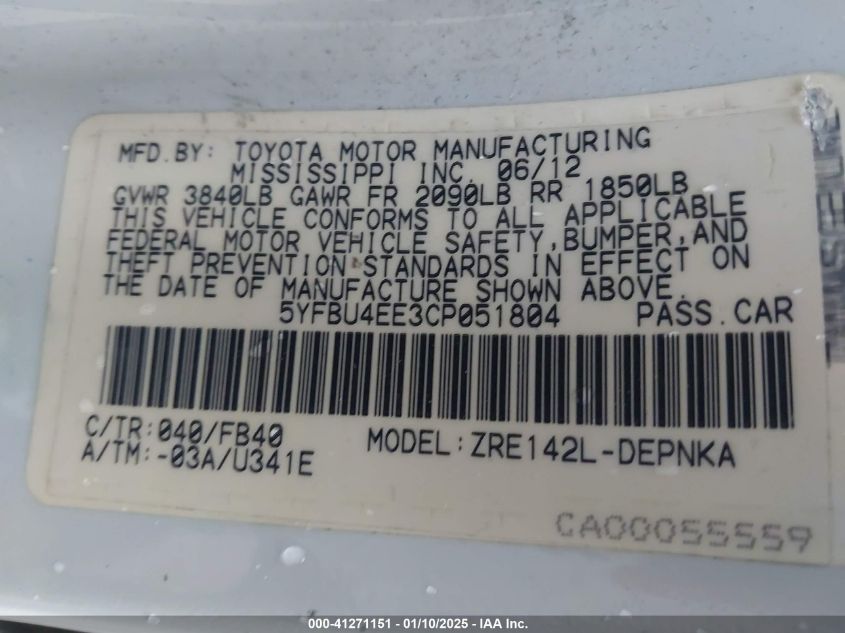 MFD.BY: TOYOTA MOTOR MANUFACTURING
MISSISSIPPI INC. 06/12
GVWR 3840LB GAWR FR 2090LB RR 1850LB
THIS VEHICLE CONFORMS TO ALL APPLICABLE
FEDERAL MOTOR VEHICLE SAFETY,BUMPER,AND
THEFT PREVENTION STANDARDS IN EFFECT ON
THE DATE OF MANUFACTURE SHOWN ABOVE.
5YFBU4EE3CP051804 PASS.CAR
C/TR:040/FB40
A/TM:-03A/U341E
MODEL:ZRE142L-DEPNKA
CA00055559
000-41271151 | 01/10/2025 | IAA Inc.